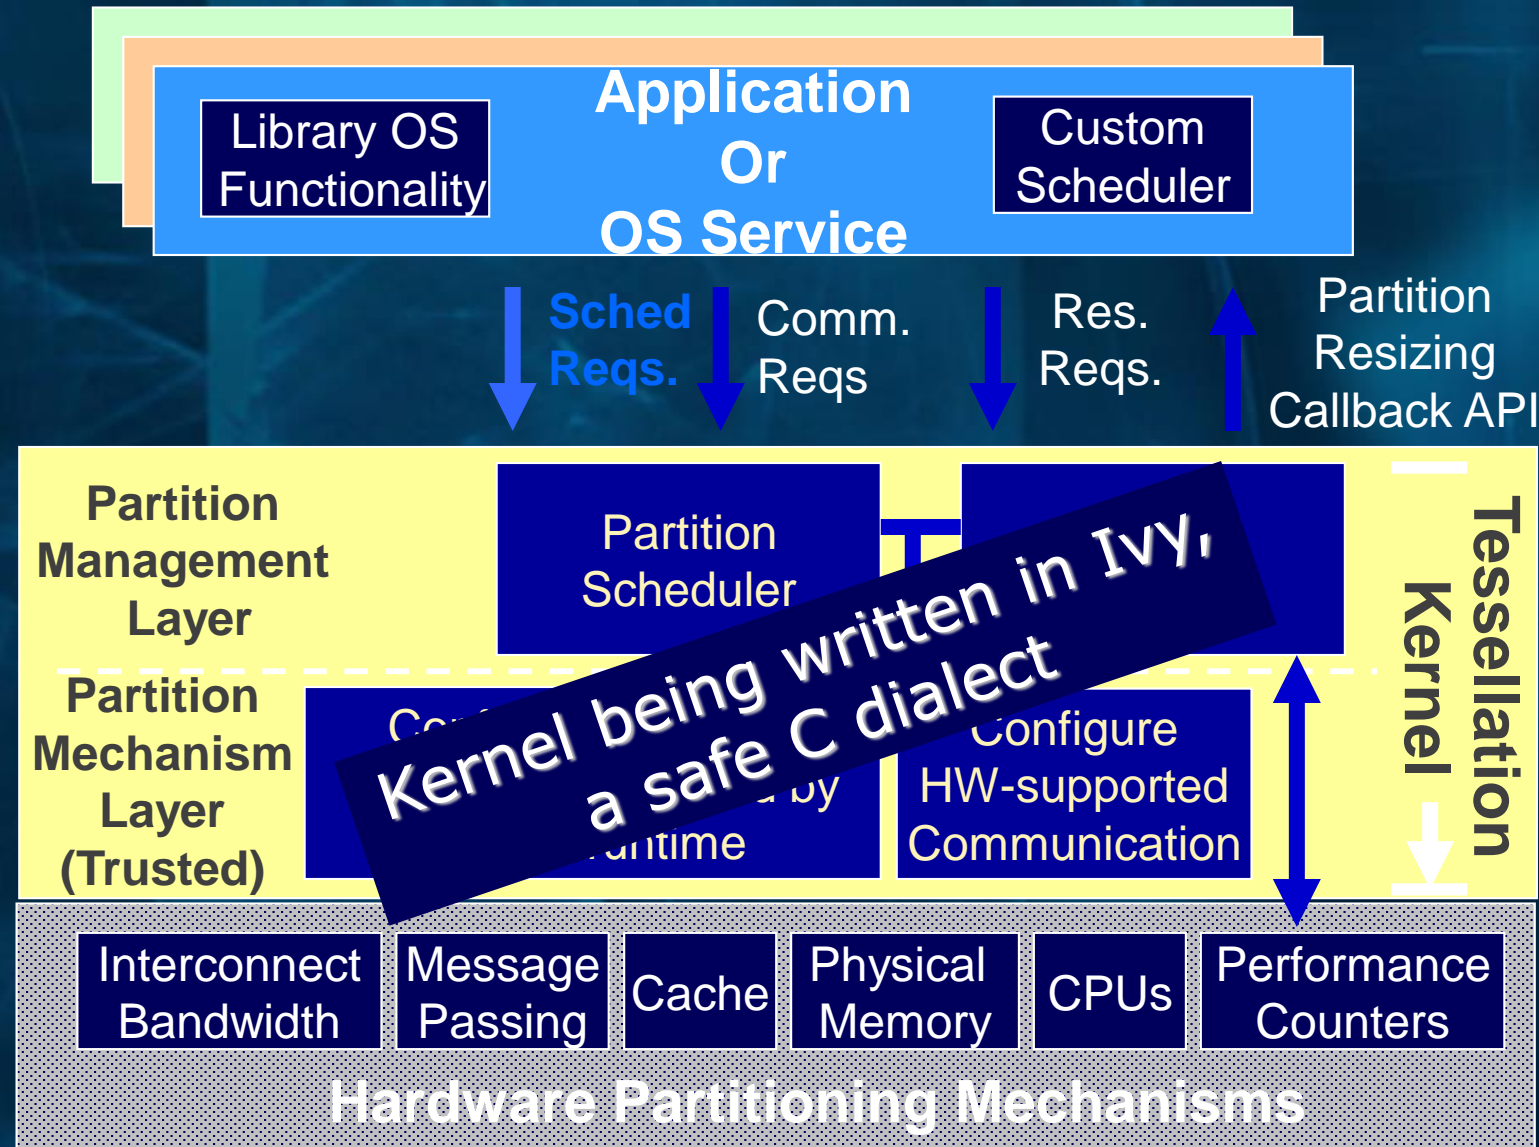 Application
Or
OS Service
Library OS
Functionality
Custom
Scheduler
Sched
Reqs.
Comm.
Reqs
Res.
Reqs.
Partition
Resizing
Callback API
Partition
Management
Layer
Partition
Scheduler
Tessellation
Kernel
Kernel being written in Ivy,
a safe C dialect
Partition
Mechanism
Layer
(Trusted)
by
runtime
Configure
HW-supported
Communication
Interconnect
Bandwidth
Message
Passing
Cache
Physical
Memory
CPUs
Performance
Counters
Hardware Partitioning Mechanisms